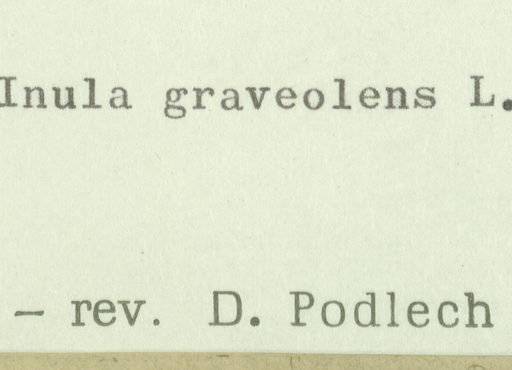 Inula graveolens L.
– rev. D. Podlech